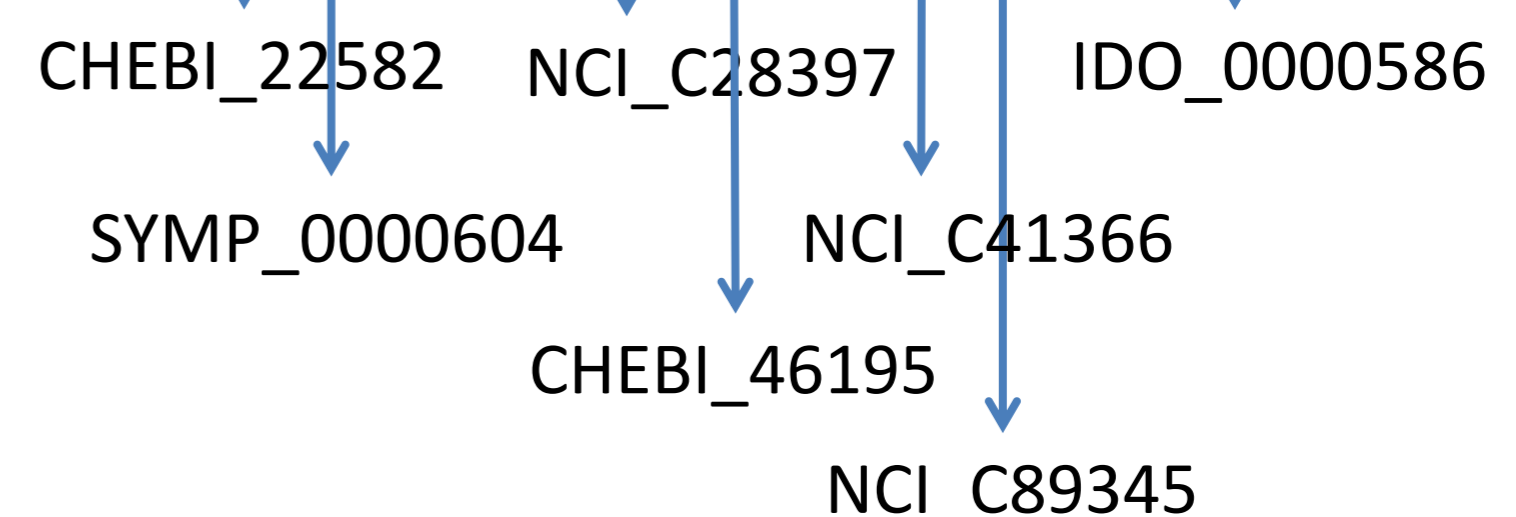 CHEBI_22582 NCI_C28397 IDO_0000586
SYMP_0000604 NCI_C41366
CHEBI_46195
NCI_C89345